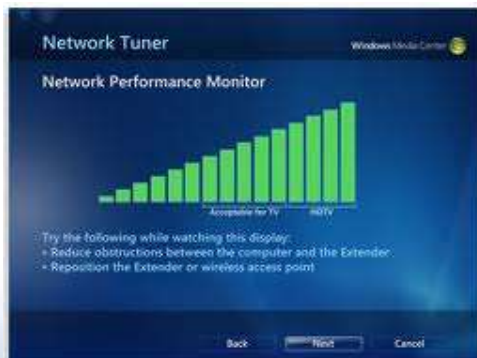 Network Tuner
Windows Media Center
Network Performance Monitor
Acceptable for TV HDTV
Try the following while watching this display:
• Reduce obstructions between the computer and the Extender
• Reposition the Extender or wireless access point
Back Next Cancel